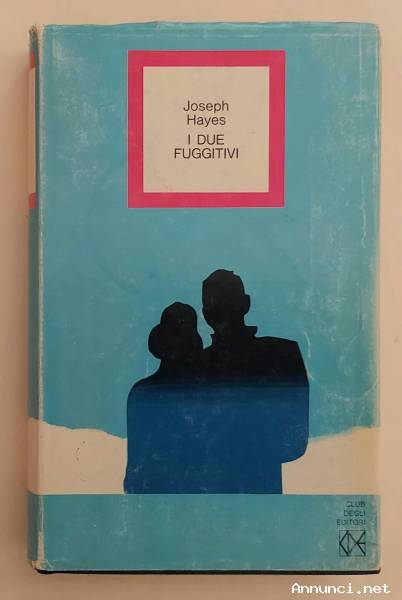 Joseph
Hayes
I DUE
FUGGITIVI
CLUB
DEGLI
EDITORI
Annunci.net